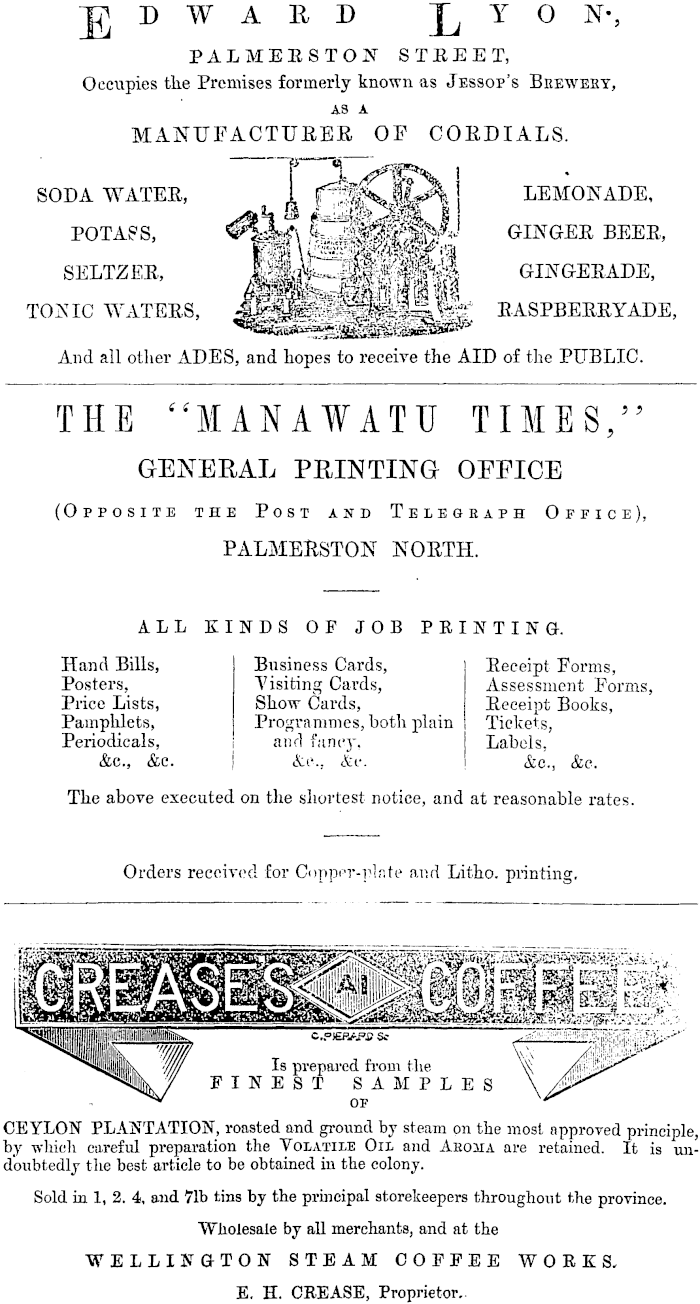 EDWARD LYON,
PALMERSTON STREET,
Occupies the Premises formerly known as JESSOP'S BREWERY,
AS A
MANUFACTURER OF CORDIALS.
SODA WATER,
POTASS,
SELTZER,
TONIC WATERS,
LEMONADE,
GINGER BEER,
GINGERADE,
RASPBERRYADE,
And all other ADES, and hopes to receive the AID of the PUBLIC.
THE "MANAWATU TIMES,"
GENERAL PRINTING OFFICE
(OPPOSITE THE POST AND TELEGRAPH OFFICE),
PALMERSTON NORTH.
ALL KINDS OF JOB PRINTING.
Hand Bills,
Posters,
Price Lists,
Pamphlets,
Periodicals,
&c., &c.
Business Cards,
Visiting Cards,
Show Cards,
Programmes, both plain
and fancy,
&c., &c.
Receipt Forms,
Assessment Forms,
Receipt Books,
Tickets,
Labels,
&c., &c.
The above executed on the shortest notice, and at reasonable rates.
Orders received for Copper-plate and Litho. printing.
CREASES A1 COFFEE
C. PIERARD Sc
Is prepared from the
FINEST SAMPLES
OF
CEYLON PLANTATION, roasted and ground by steam on the most approved principle,
by which careful preparation the VOLATILE OIL and AROMA are retained. It is un-
doubtedly the best article to be obtained in the colony.
Sold in 1, 2. 4, and 7lb tins by the principal storekeepers throughout the province.
Wholesale by all merchants, and at the
WELLINGTON STEAM COFFEE WORKS.
E. H. CREASE, Proprietor.